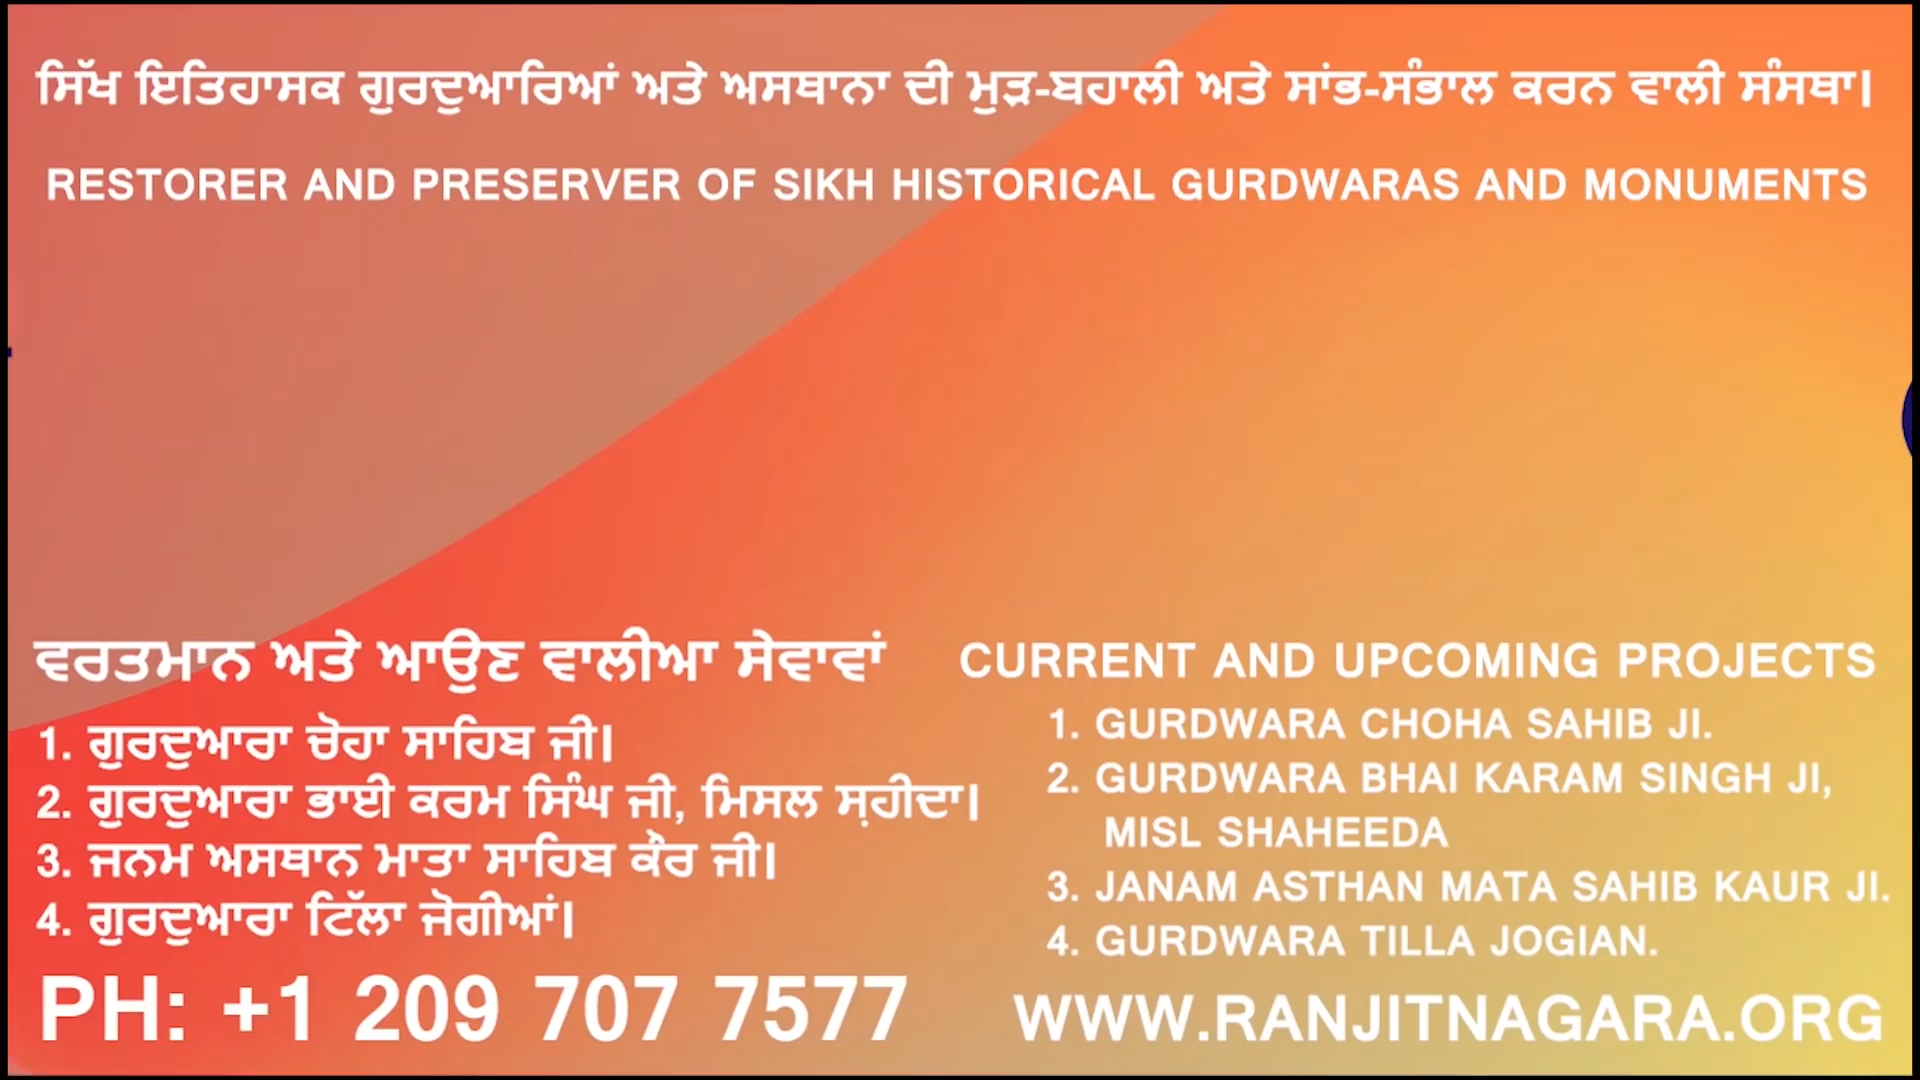 ਸਿੱਖ ਇਤਿਹਾਸਕ ਗੁਰਦੁਆਰਿਆਂ ਅਤੇ ਅਸਥਾਨਾ ਦੀ ਮੁੜ-ਬਹਾਲੀ ਅਤੇ ਸਾਂਭ-ਸੰਭਾਲ ਕਰਨ ਵਾਲੀ ਸੰਸਥਾ।
RESTORER AND PRESERVER OF SIKH HISTORICAL GURDWARAS AND MONUMENTS
ਵਰਤਮਾਨ ਅਤੇ ਆਉਣ ਵਾਲੀਆ ਸੇਵਾਵਾਂ
1. ਗੁਰਦੁਆਰਾ ਚੋਹਾ ਸਾਹਿਬ ਜੀ।
2. ਗੁਰਦੁਆਰਾ ਭਾਈ ਕਰਮ ਸਿੰਘ ਜੀ, ਮਿਸਲ ਸ਼ਹੀਦਾ।
3. ਜਨਮ ਅਸਥਾਨ ਮਾਤਾ ਸਾਹਿਬ ਕੌਰ ਜੀ।
4. ਗੁਰਦੁਆਰਾ ਟਿੱਲਾ ਜੋਗੀਆਂ।
PH: +1 209 707 7577
CURRENT AND UPCOMING PROJECTS
1. GURDWARA CHOHA SAHIB JI.
2. GURDWARA BHAI KARAM SINGH JI,
MISL SHAHEEDA
3. JANAM ASTHAN MATA SAHIB KAUR JI.
4. GURDWARA TILLA JOGIAN.
WWW.RANJITNAGARA.ORG